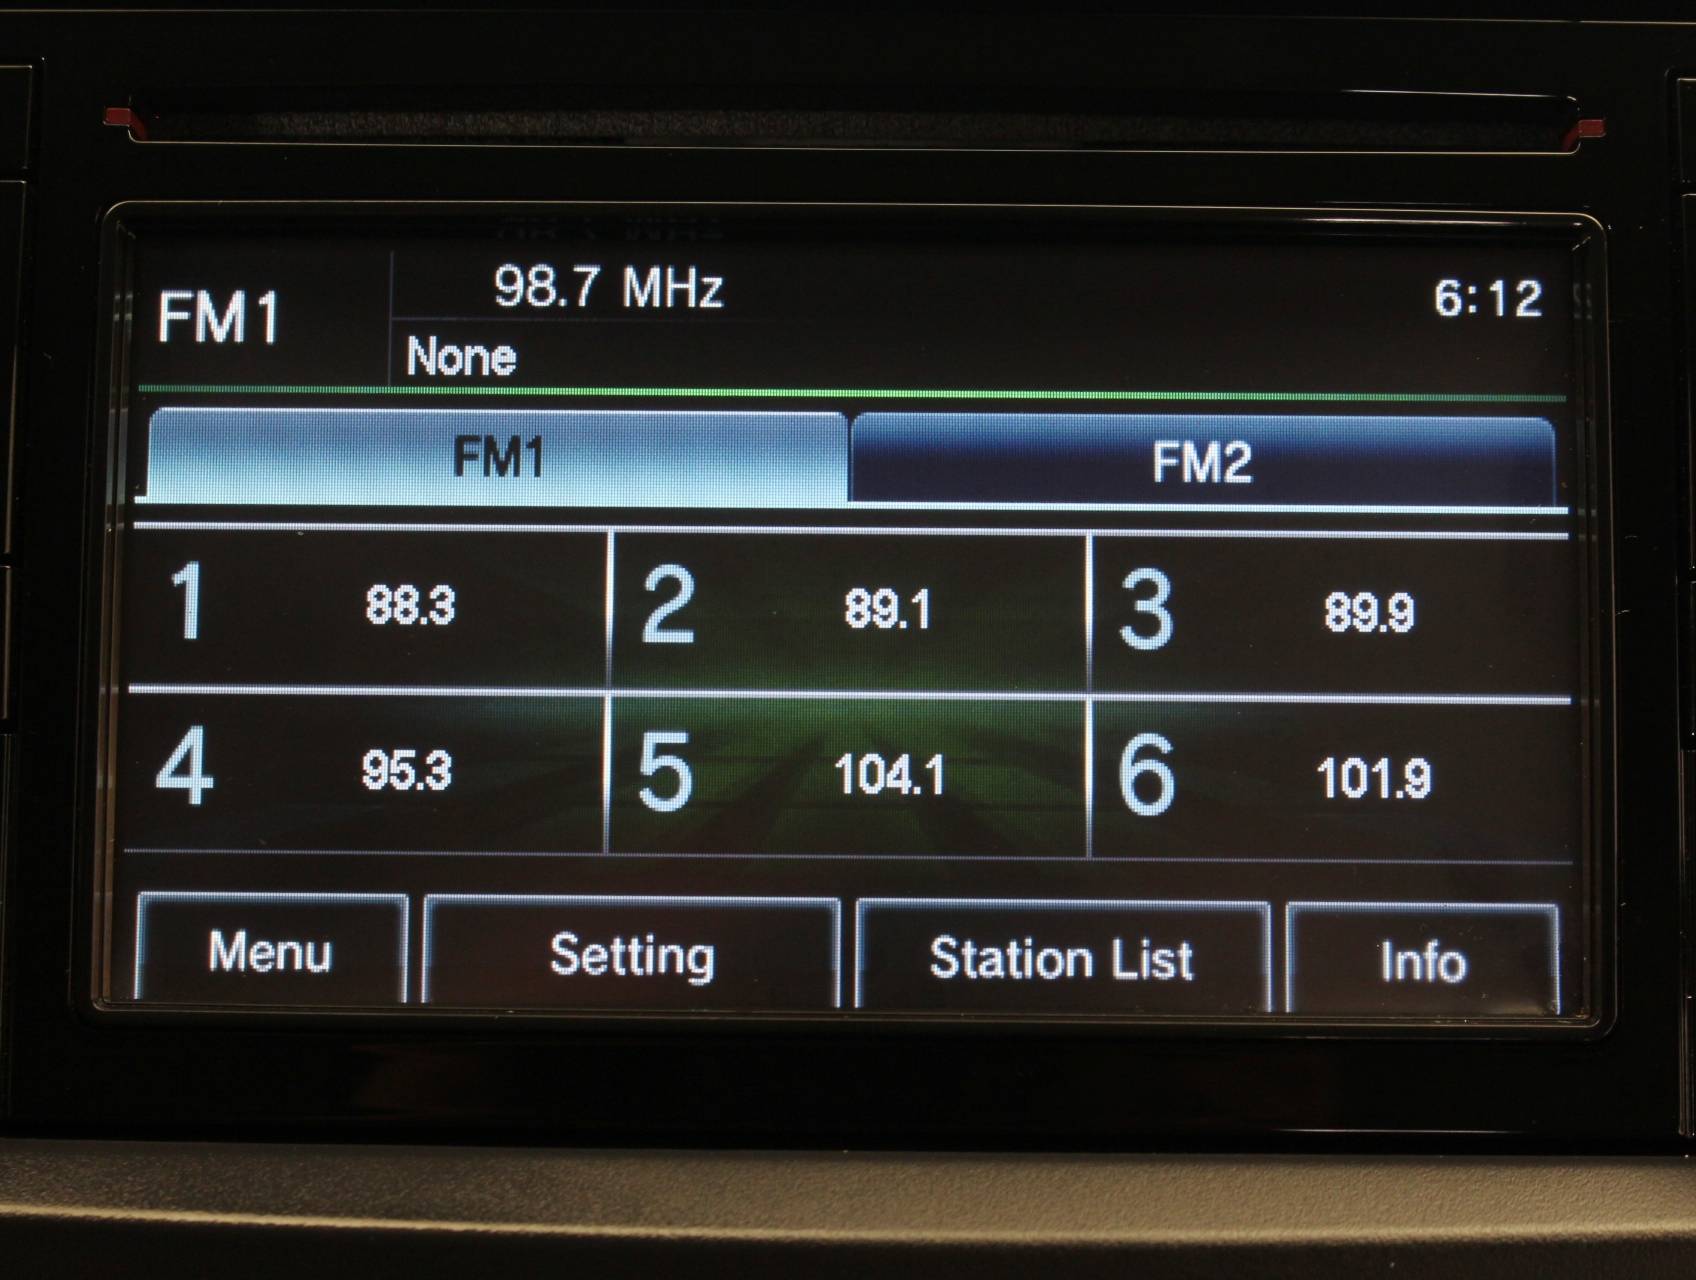 FM1
98.7 MHz
6:12
None
FM1
FM2
1
88.3
2
89.1
3
89.9
4
95.3
5
104.1
6
101.9
Menu
Setting
Station List
Info